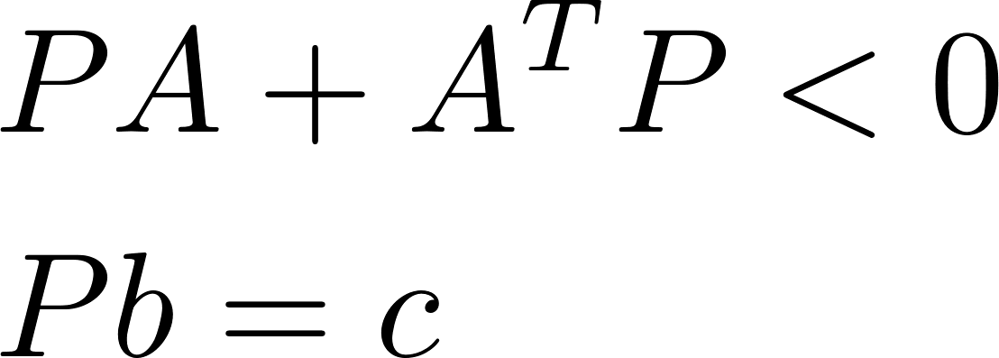 PA + A^T P < 0
Pb = c